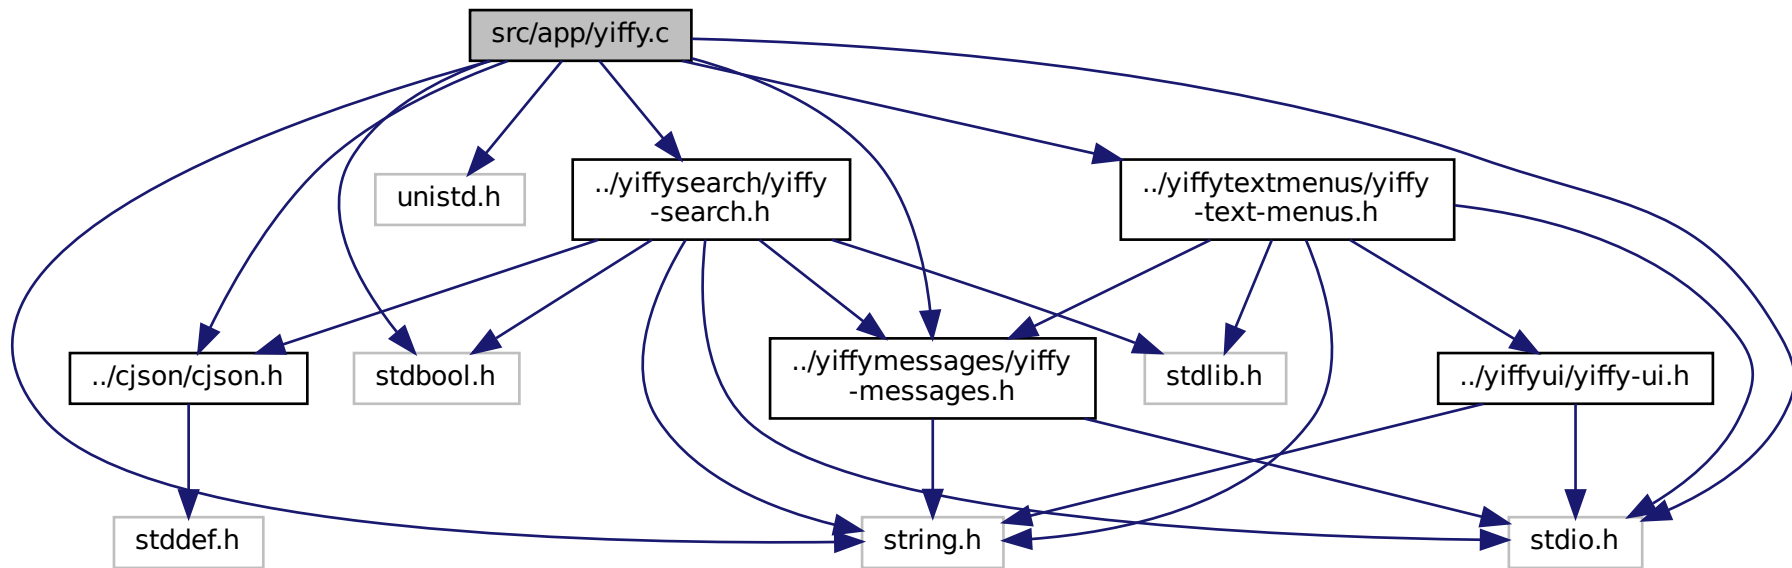 src/app/yiffy.c
unistd.h
../yiffysearch/yiffy
-search.h
../yiffytextmenus/yiffy
-text-menus.h
../cjson/cjson.h
stdbool.h
../yiffymessages/yiffy
-messages.h
stdlib.h
../yiffyui/yiffy-ui.h
stddef.h
string.h
stdio.h